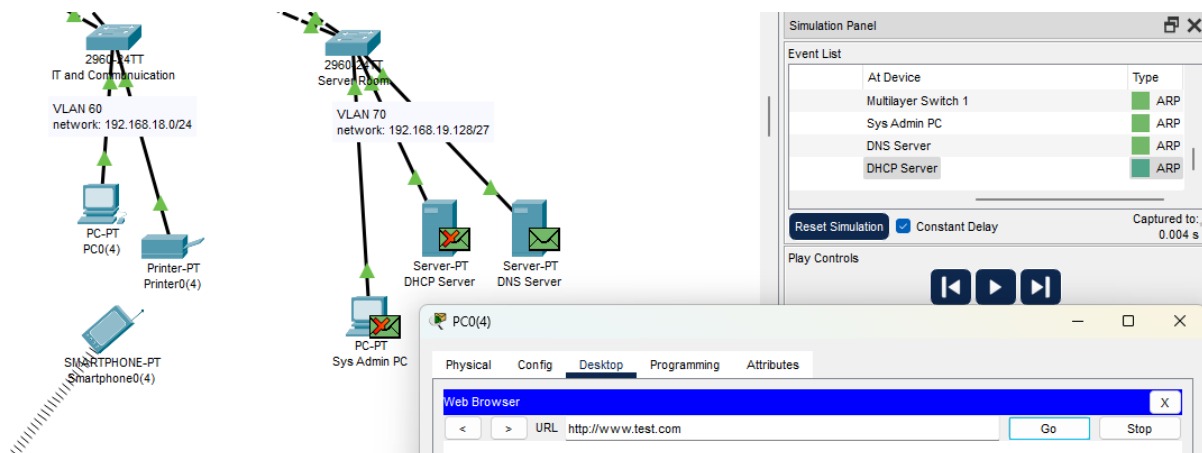 2960-24TT
IT and Commuuication
VLAN 60
network: 192.168.18.0/24
PC-PT
PC0(4)
Printer-PT
Printer0(4)
SMARTPHONE-PT
Smartphone0(4)
2960-24TT
Server Room
VLAN 70
network: 192.168.19.128/27
Server-PT
DHCP Server
Server-PT
DNS Server
PC-PT
Sys Admin PC
Simulation Panel
Event List
At Device Type
Multilayer Switch 1 ARP
Sys Admin PC ARP
DNS Server ARP
DHCP Server ARP
Reset Simulation Constant Delay
Captured to:
0.004 s
Play Controls
PC0(4)
Physical Config Desktop Programming Attributes
Web Browser X
< > URL http://www.test.com Go Stop